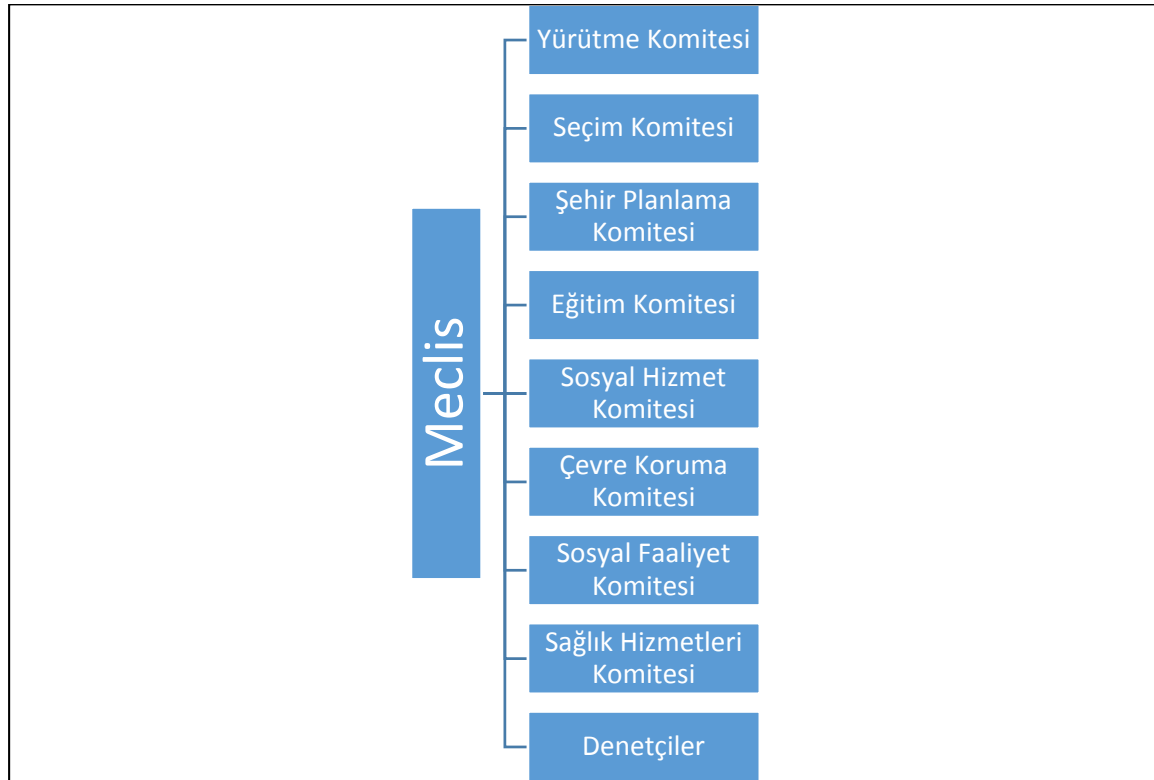 Yürütme Komitesi
Seçim Komitesi
Şehir Planlama
Komitesi
Eğitim Komitesi
Meclis
Sosyal Hizmet
Komitesi
Çevre Koruma
Komitesi
Sosyal Faaliyet
Komitesi
Sağlık Hizmetleri
Komitesi
Denetçiler